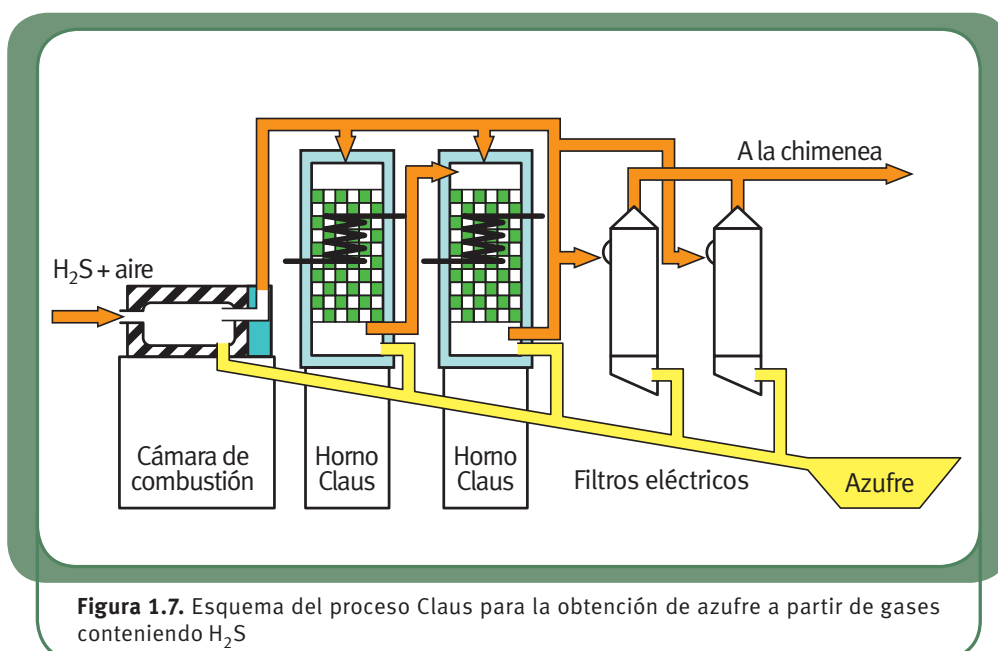 A la chimenea
H₂S + aire
Cámara de
combustión
Horno
Claus
Horno
Claus
Filtros eléctricos
Azufre
Figura 1.7. Esquema del proceso Claus para la obtención de azufre a partir de gases
conteniendo H₂S